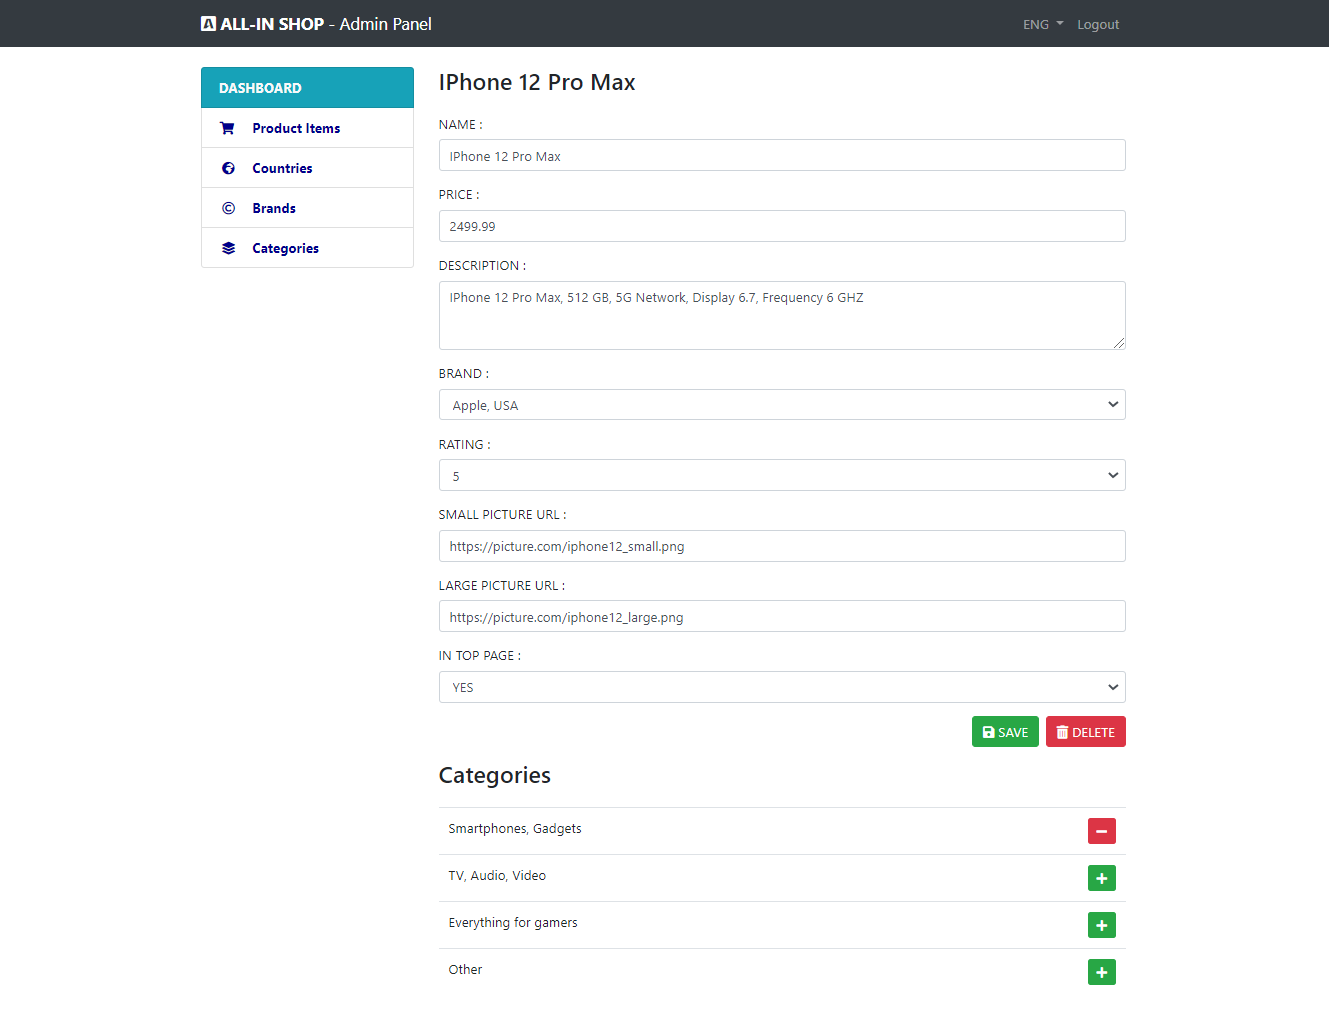 ALL-IN SHOP - Admin Panel
ENG
Logout
DASHBOARD
Product Items
Countries
Brands
Categories
IPhone 12 Pro Max
NAME :
IPhone 12 Pro Max
PRICE :
2499.99
DESCRIPTION :
IPhone 12 Pro Max, 512 GB, 5G Network, Display 6.7, Frequency 6 GHZ
BRAND :
Apple, USA
RATING :
5
SMALL PICTURE URL :
https://picture.com/iphone12_small.png
LARGE PICTURE URL :
https://picture.com/iphone12_large.png
IN TOP PAGE :
YES
SAVE
DELETE
Categories
Smartphones, Gadgets
TV, Audio, Video
Everything for gamers
Other